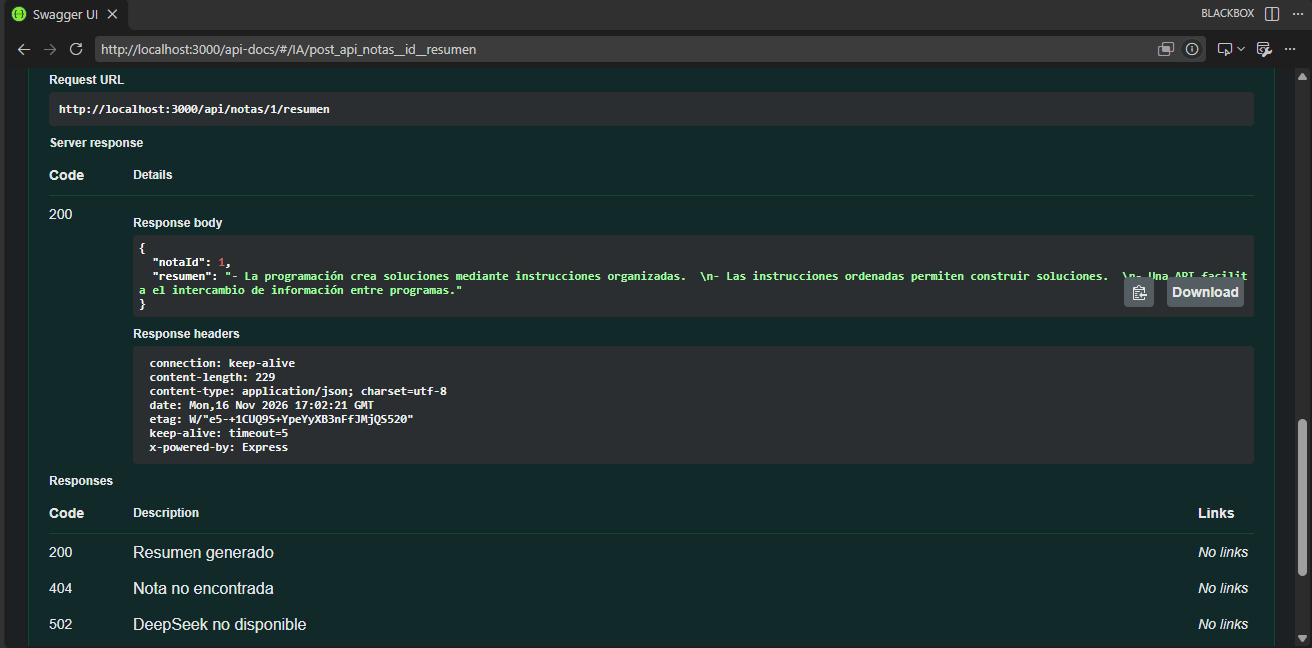 Swagger UI
BLACKBOX
http://localhost:3000/api-docs/#/IA/post_api_notas__id__resumen
Request URL
http://localhost:3000/api/notas/1/resumen
Server response
Code Details
200
Response body
{
"notaId": 1,
"resumen": "- La programación crea soluciones mediante instrucciones organizadas.  \n- Las instrucciones ordenadas permiten construir soluciones.  \n- Una API facilit
a el intercambio de información entre programas."
}
Download
Response headers
connection: keep-alive
content-length: 229
content-type: application/json; charset=utf-8
date: Mon,16 Nov 2026 17:02:21 GMT
etag: W/"e5-+1CUQ9S+YpeYyXB3nFfJMjQS520"
keep-alive: timeout=5
x-powered-by: Express
Responses
Code Description Links
200 Resumen generado No links
404 Nota no encontrada No links
502 DeepSeek no disponible No links